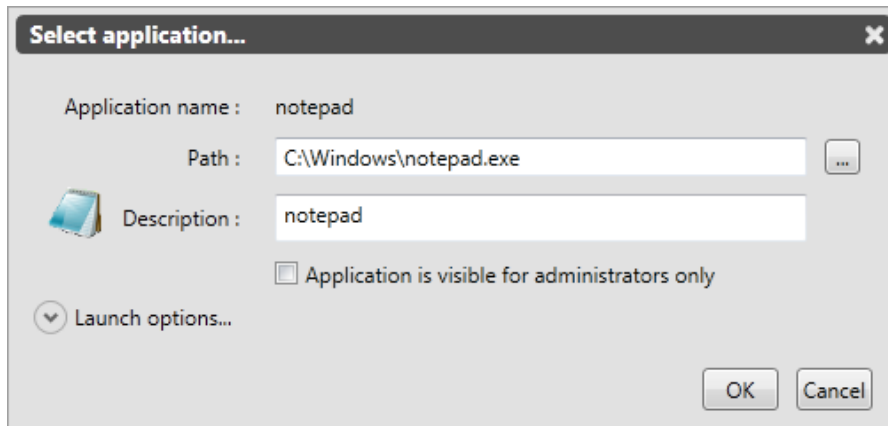 Select application...
Application name : notepad
Path : C:\Windows\notepad.exe ...
Description : notepad
Application is visible for administrators only
Launch options...
OK Cancel